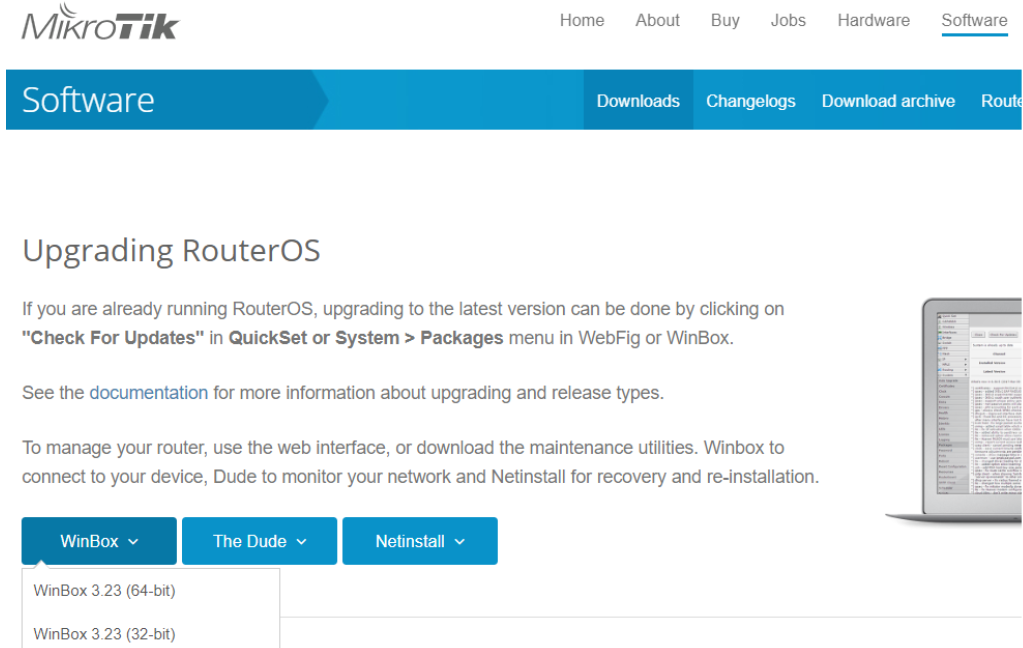 MikroTik
Home About Buy Jobs Hardware Software
Software
Downloads Changelogs Download archive Route
Upgrading RouterOS
If you are already running RouterOS, upgrading to the latest version can be done by clicking on
"Check For Updates" in QuickSet or System > Packages menu in WebFig or WinBox.
See the documentation for more information about upgrading and release types.
To manage your router, use the web interface, or download the maintenance utilities. Winbox to
connect to your device, Dude to monitor your network and Netinstall for recovery and re-installation.
WinBox The Dude Netinstall
WinBox 3.23 (64-bit)
WinBox 3.23 (32-bit)